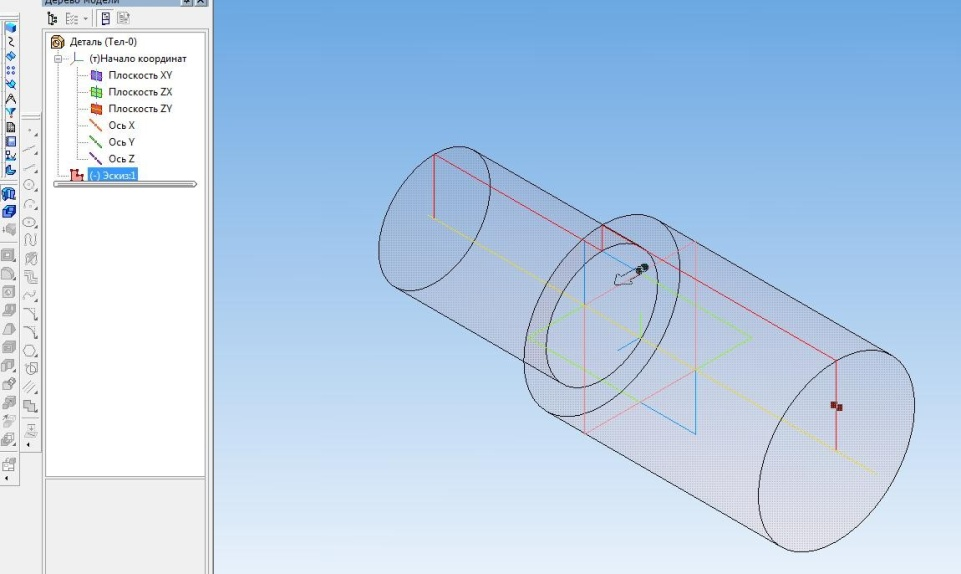 Дерево модели
Деталь (Тел-0)
(т)Начало координат
Плоскость XY
Плоскость ZX
Плоскость ZY
Ось X
Ось Y
Ось Z
(-) Эскиз:1